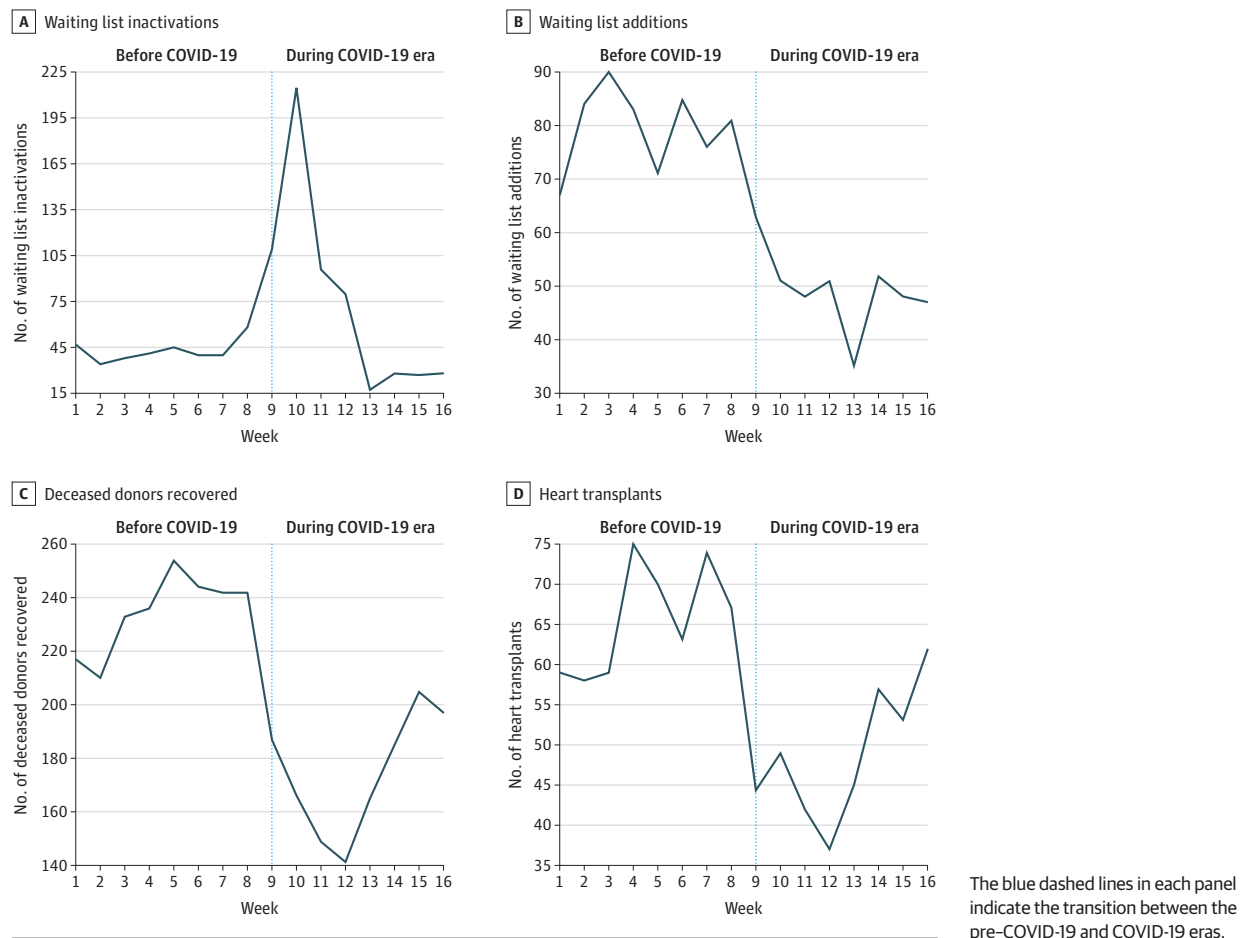 A Waiting list inactivations
Before COVID-19 During COVID-19 era
225
195
165
135
105
75
45
15
No. of waiting list inactivations
1 2 3 4 5 6 7 8 9 10 11 12 13 14 15 16
Week
B Waiting list additions
Before COVID-19 During COVID-19 era
90
80
70
60
50
40
30
No. of waiting list additions
1 2 3 4 5 6 7 8 9 10 11 12 13 14 15 16
Week
C Deceased donors recovered
Before COVID-19 During COVID-19 era
260
240
220
200
180
160
140
No. of deceased donors recovered
1 2 3 4 5 6 7 8 9 10 11 12 13 14 15 16
Week
D Heart transplants
Before COVID-19 During COVID-19 era
75
70
65
60
55
50
45
40
35
No. of heart transplants
1 2 3 4 5 6 7 8 9 10 11 12 13 14 15 16
Week
The blue dashed lines in each panel
indicate the transition between the
pre–COVID-19 and COVID-19 eras.